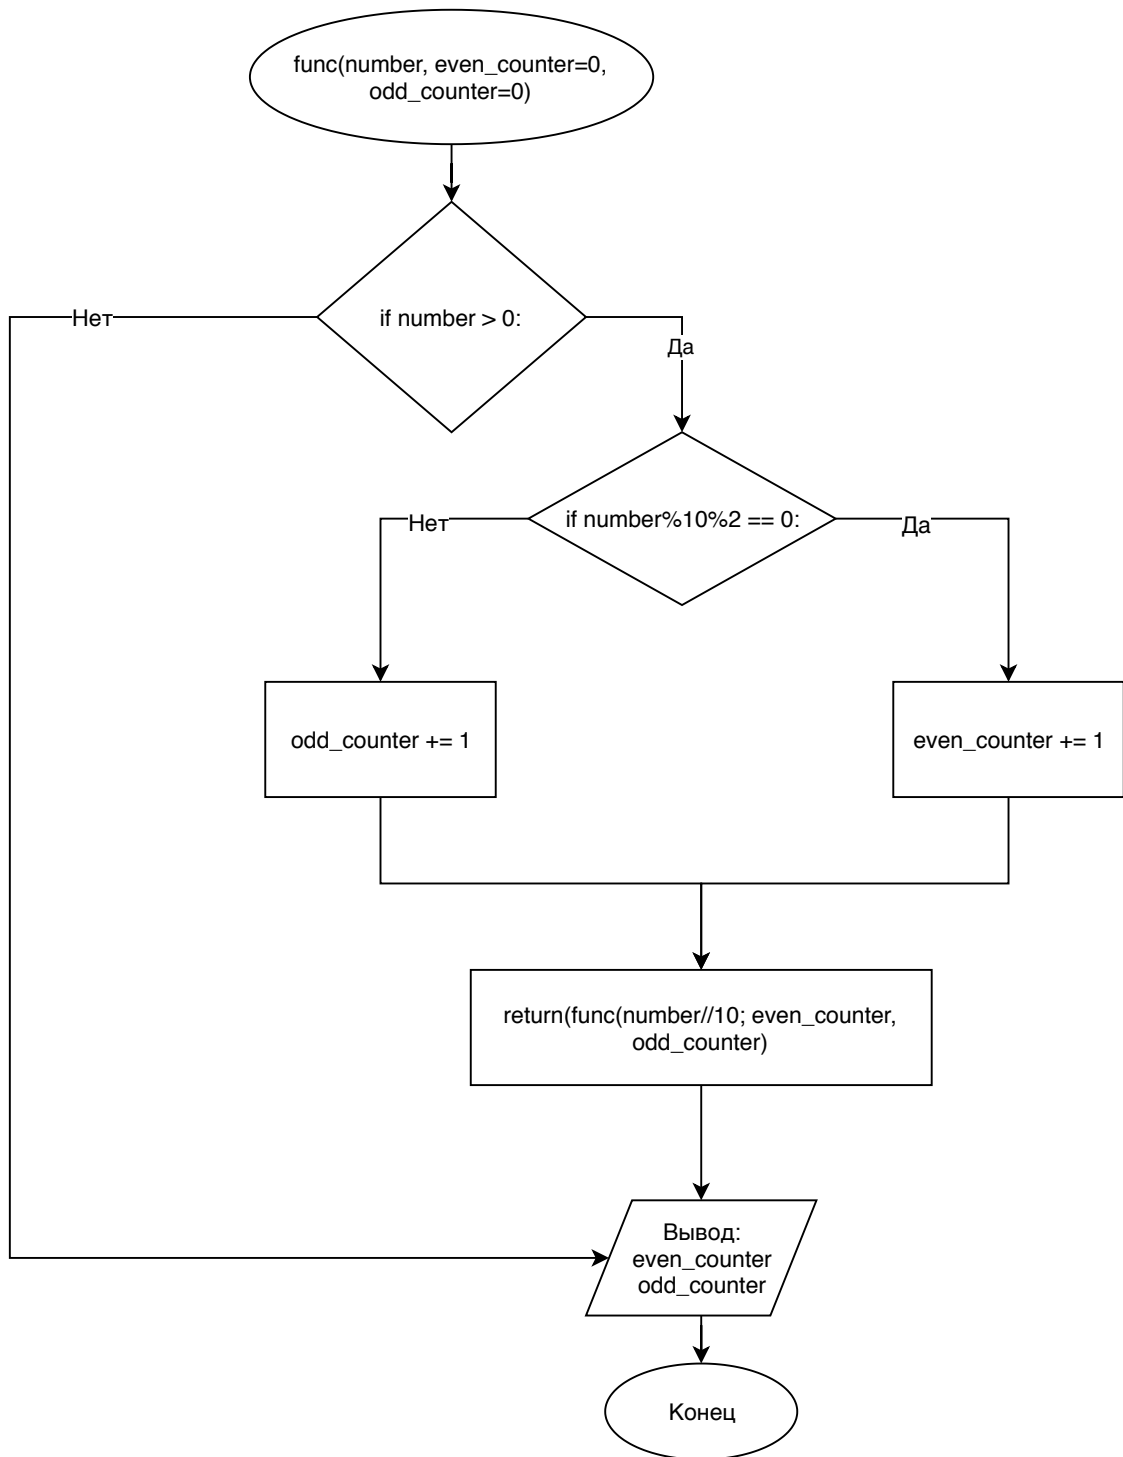 func(number, even_counter=0,
odd_counter=0)
if number > 0:
Нет
Да
if number%10%2 == 0:
Нет
Да
odd_counter += 1
even_counter += 1
return(func(number//10; even_counter,
odd_counter)
Вывод:
even_counter
odd_counter
Конец